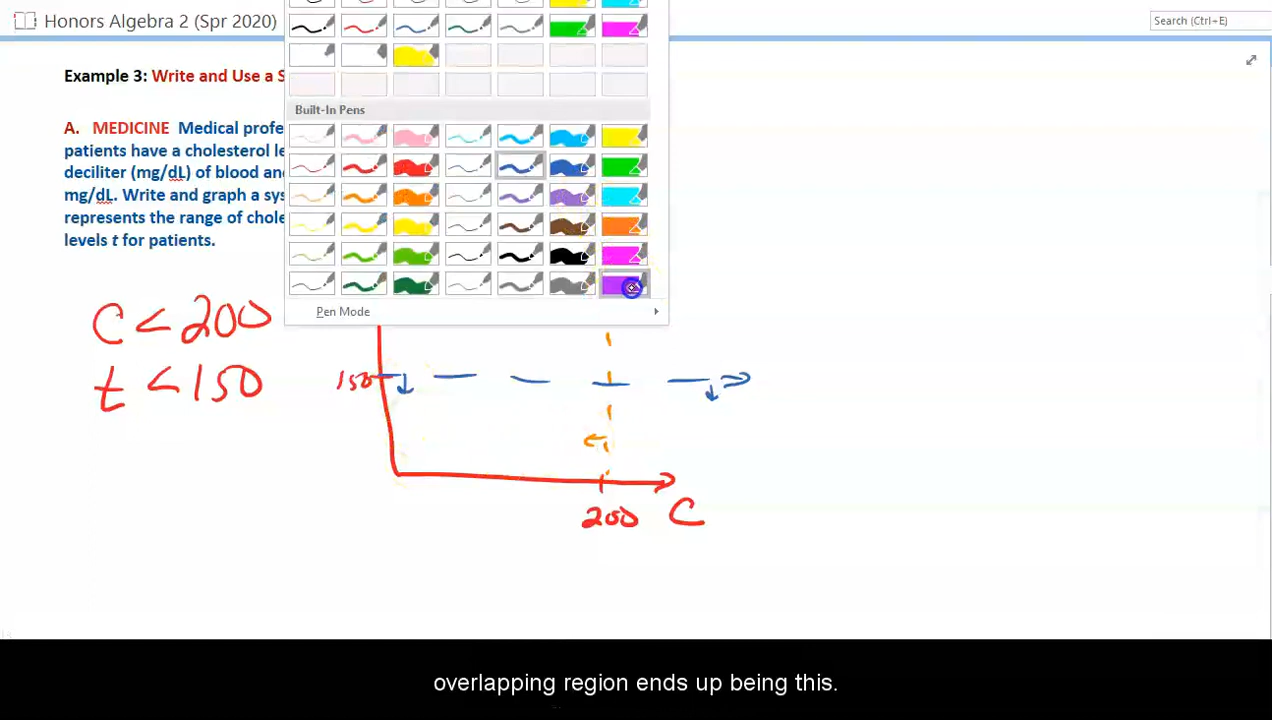 Honors Algebra 2 (Spr 2020)
Search (Ctrl+E)
Example 3: Write and Use a S
A. MEDICINE Medical profe
patients have a cholesterol le
deciliter (mg/dL) of blood and
mg/dL. Write and graph a sys
represents the range of chole
levels t for patients.
Built-In Pens
Pen Mode
C < 200
t < 150
150
200 C
overlapping region ends up being this.